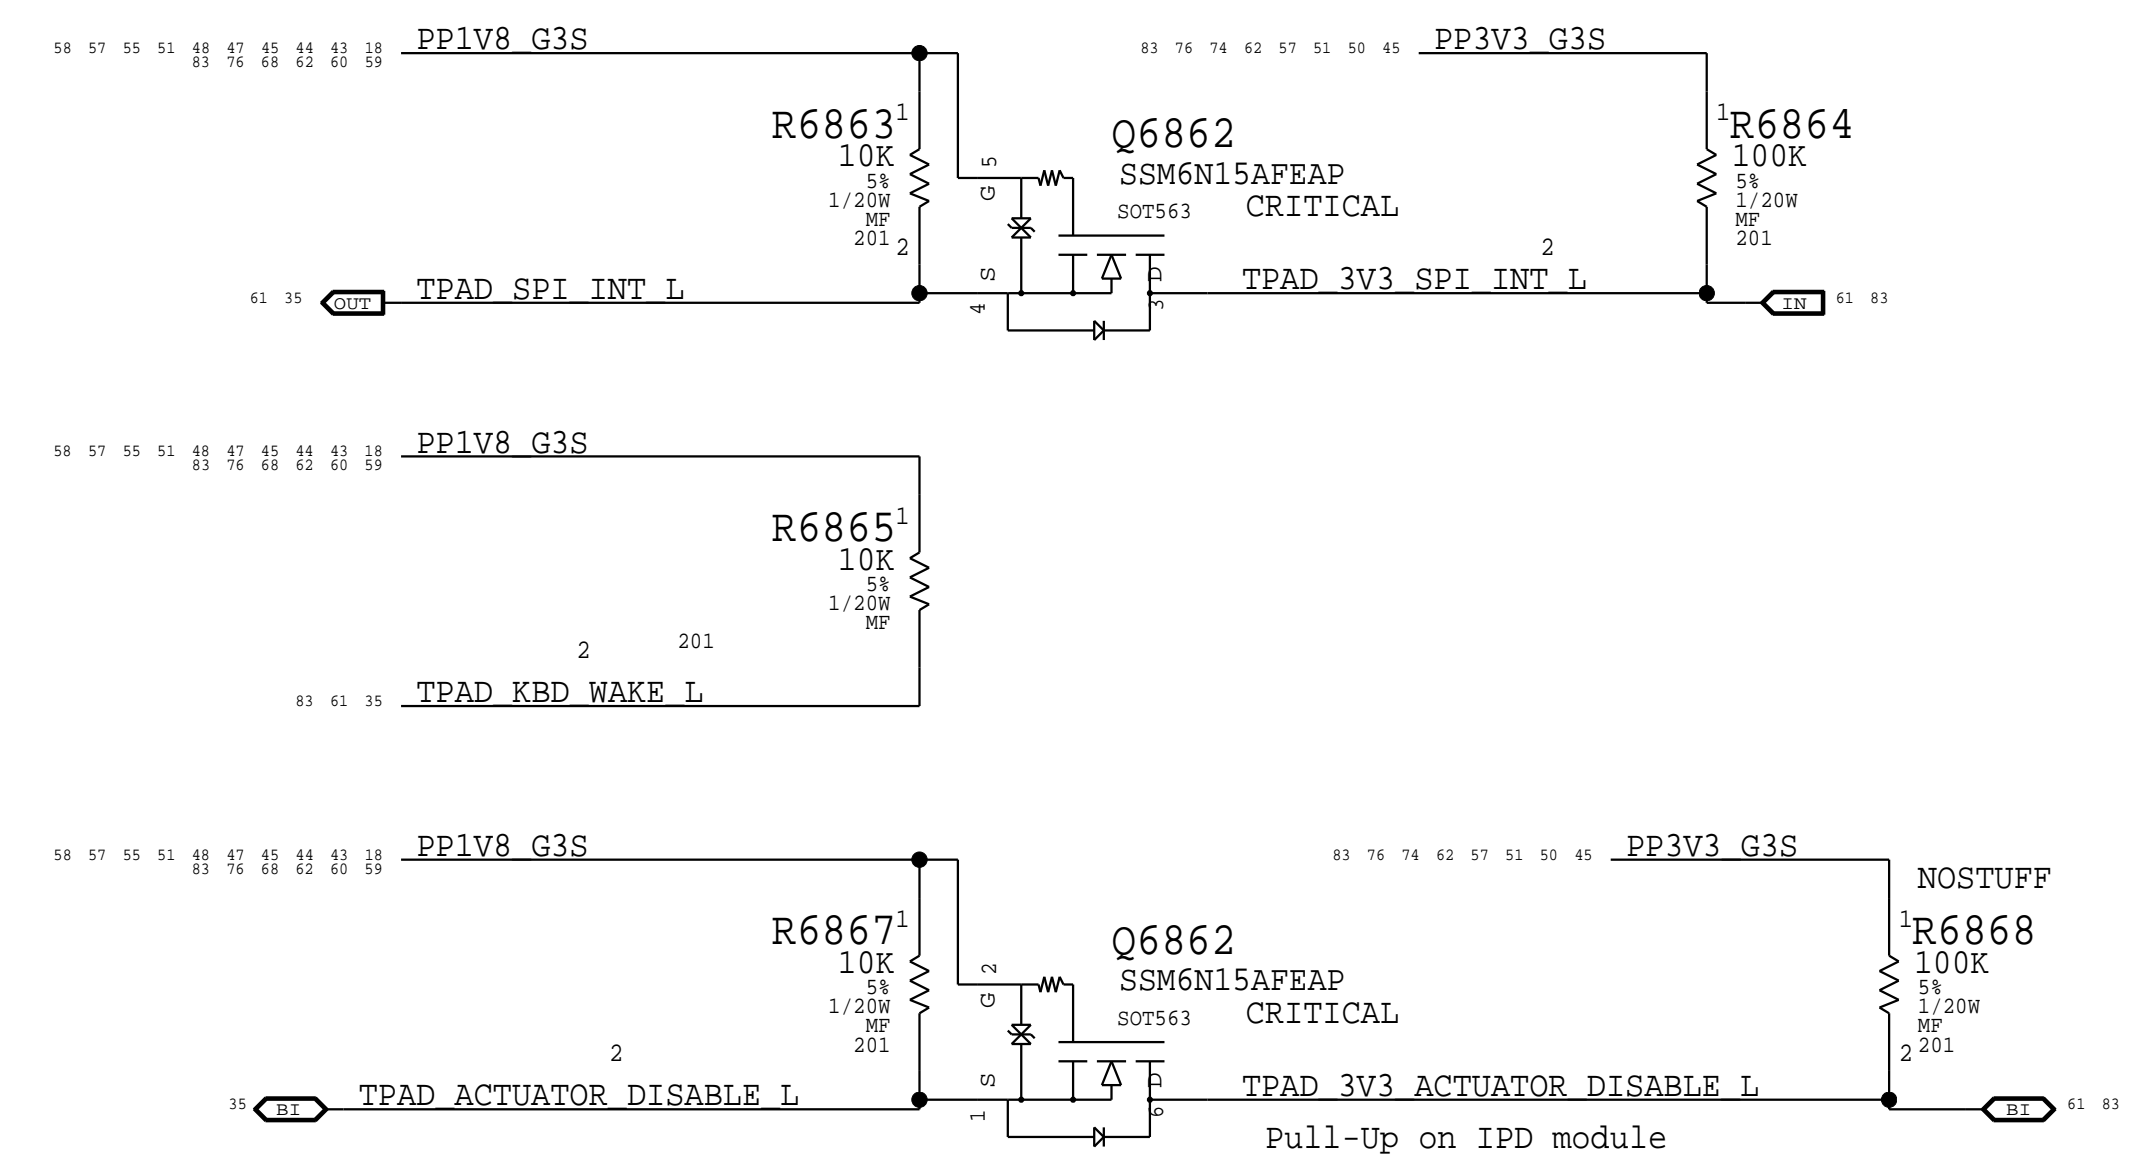 58 57 55 51 48 47 45 44 43 18 PP1V8_G3S
83 76 68 62 60 59
83 76 74 62 57 51 50 45 PP3V3_G3S
R6863 1
10K
5%
1/20W
MF
201 2
G 5
Q6862
SSM6N15AFEAP
SOT563 CRITICAL
1 R6864
100K
5%
1/20W
MF
201
2
61 35 OUT TPAD_SPI_INT_L
S 4
D 3
TPAD_3V3_SPI_INT_L
IN 61 83
58 57 55 51 48 47 45 44 43 18 PP1V8_G3S
83 76 68 62 60 59
R6865 1
10K
5%
1/20W
MF
2 201
83 61 35 TPAD_KBD_WAKE_L
58 57 55 51 48 47 45 44 43 18 PP1V8_G3S
83 76 68 62 60 59
83 76 74 62 57 51 50 45 PP3V3_G3S
NOSTUFF
R6867 1
10K
5%
1/20W
MF
201
2
G 2
Q6862
SSM6N15AFEAP
SOT563 CRITICAL
1 R6868
100K
5%
1/20W
MF
2 201
35 BI TPAD_ACTUATOR_DISABLE_L
S 1
D 6
TPAD_3V3_ACTUATOR_DISABLE_L
BI 61 83
Pull-Up on IPD module